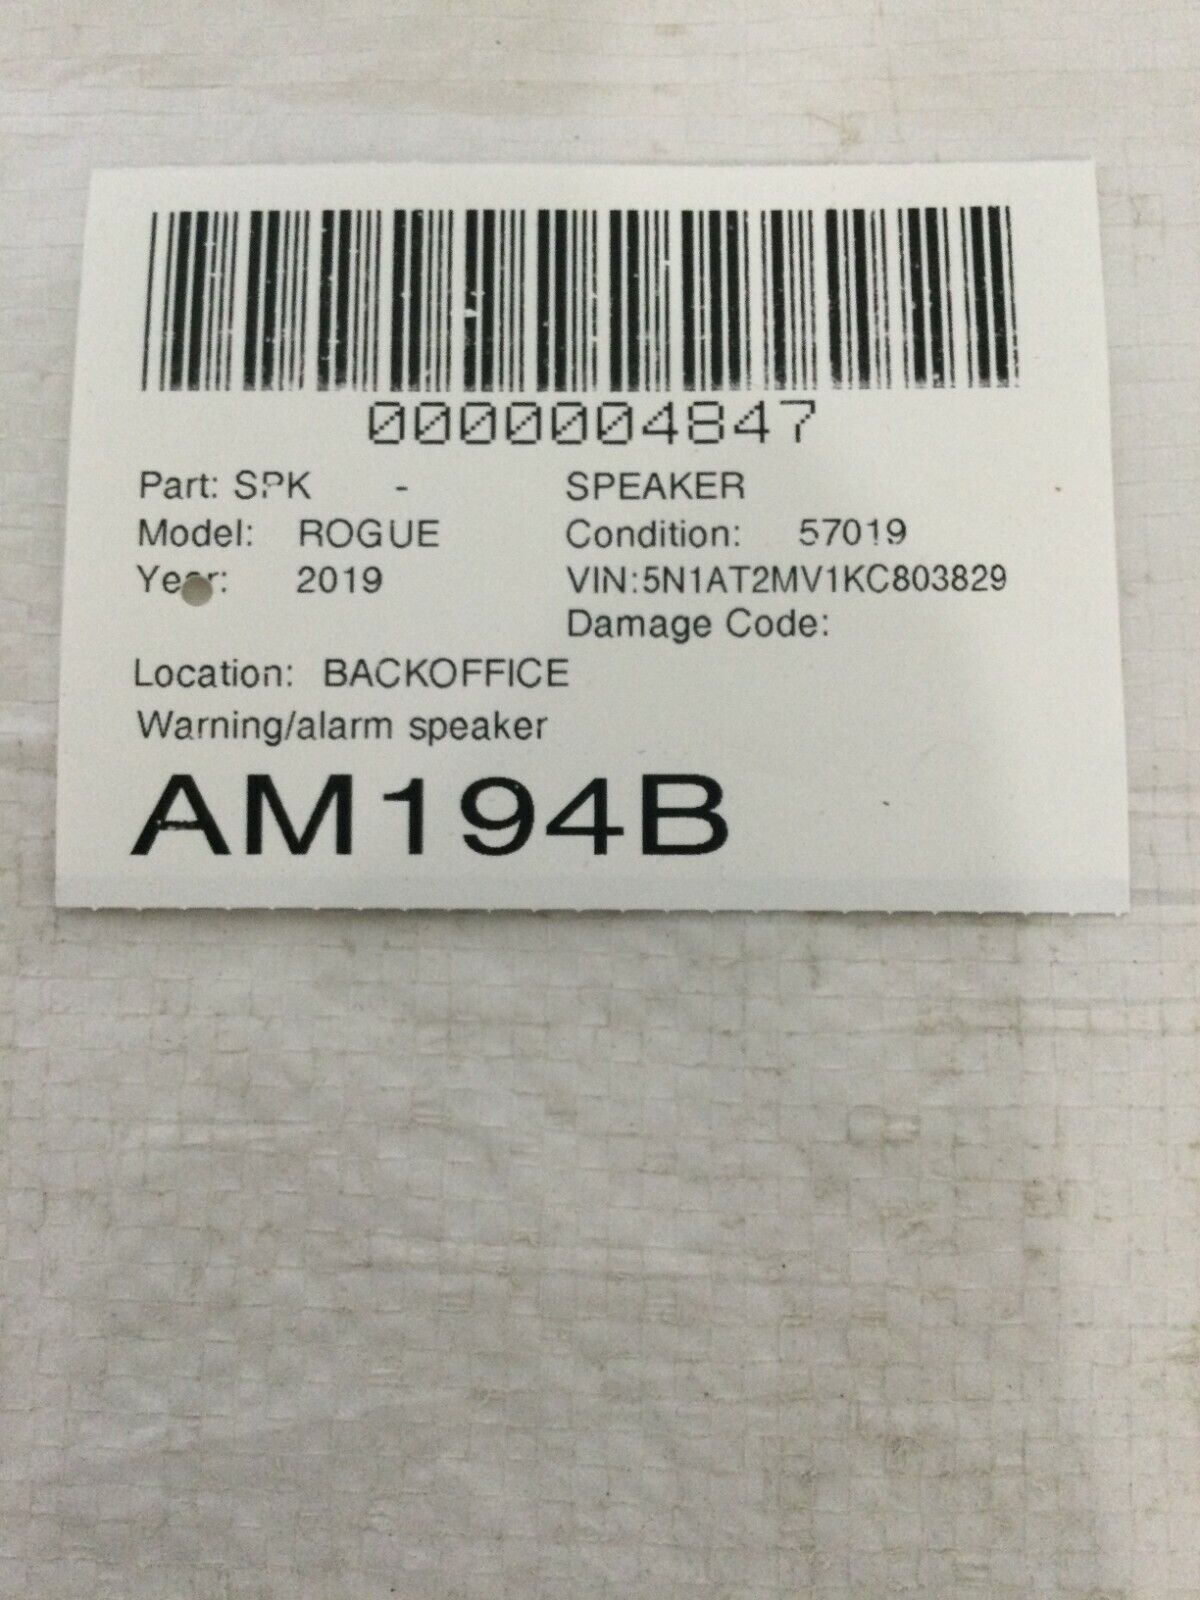 0000004847
Part: SPK - SPEAKER
Model: ROGUE Condition: 57019
Year: 2019 VIN:5N1AT2MV1KC803829
Damage Code:
Location: BACKOFFICE
Warning/alarm speaker
AM194B